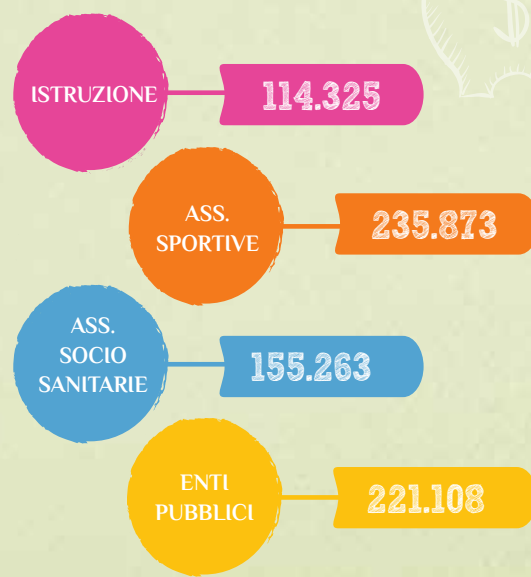 ISTRUZIONE
114.325
ASS.
SPORTIVE
235.873
ASS.
SOCIO
SANITARIE
155.263
ENTI
PUBBLICI
221.108